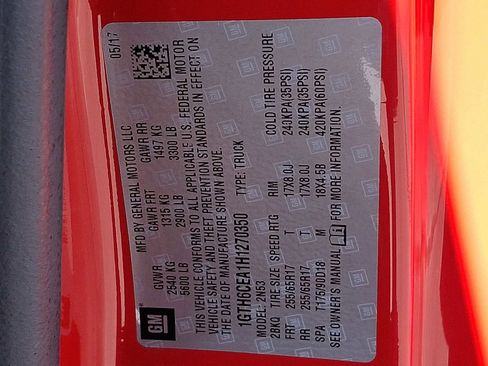 GM
MFD BY GENERAL MOTORS LLC 05/17
GVWR GAWR FRT GAWR RR
2540 KG 1315 KG 1497 KG
5600 LB 2900 LB 3300 LB
THIS VEHICLE CONFORMS TO ALL APPLICABLE U.S. FEDERAL MOTOR
VEHICLE SAFETY AND THEFT PREVENTION STANDARDS IN EFFECT ON
THE DATE OF MANUFACTURE SHOWN ABOVE.
1GTH6CEA1H1270350 TYPE: TRUCK
MODEL: 2N53
2BKQ TIRE SIZE SPEED RTG RIM COLD TIRE PRESSURE
FRT 255/65R17 T 17X8.0J 240KPA(35PSI)
RR 255/65R17 T 17X8.0J 240KPA(35PSI)
SPA T175/90D18 M 18X4.5B 420KPA(60PSI)
SEE OWNER'S MANUAL FOR MORE INFORMATION.